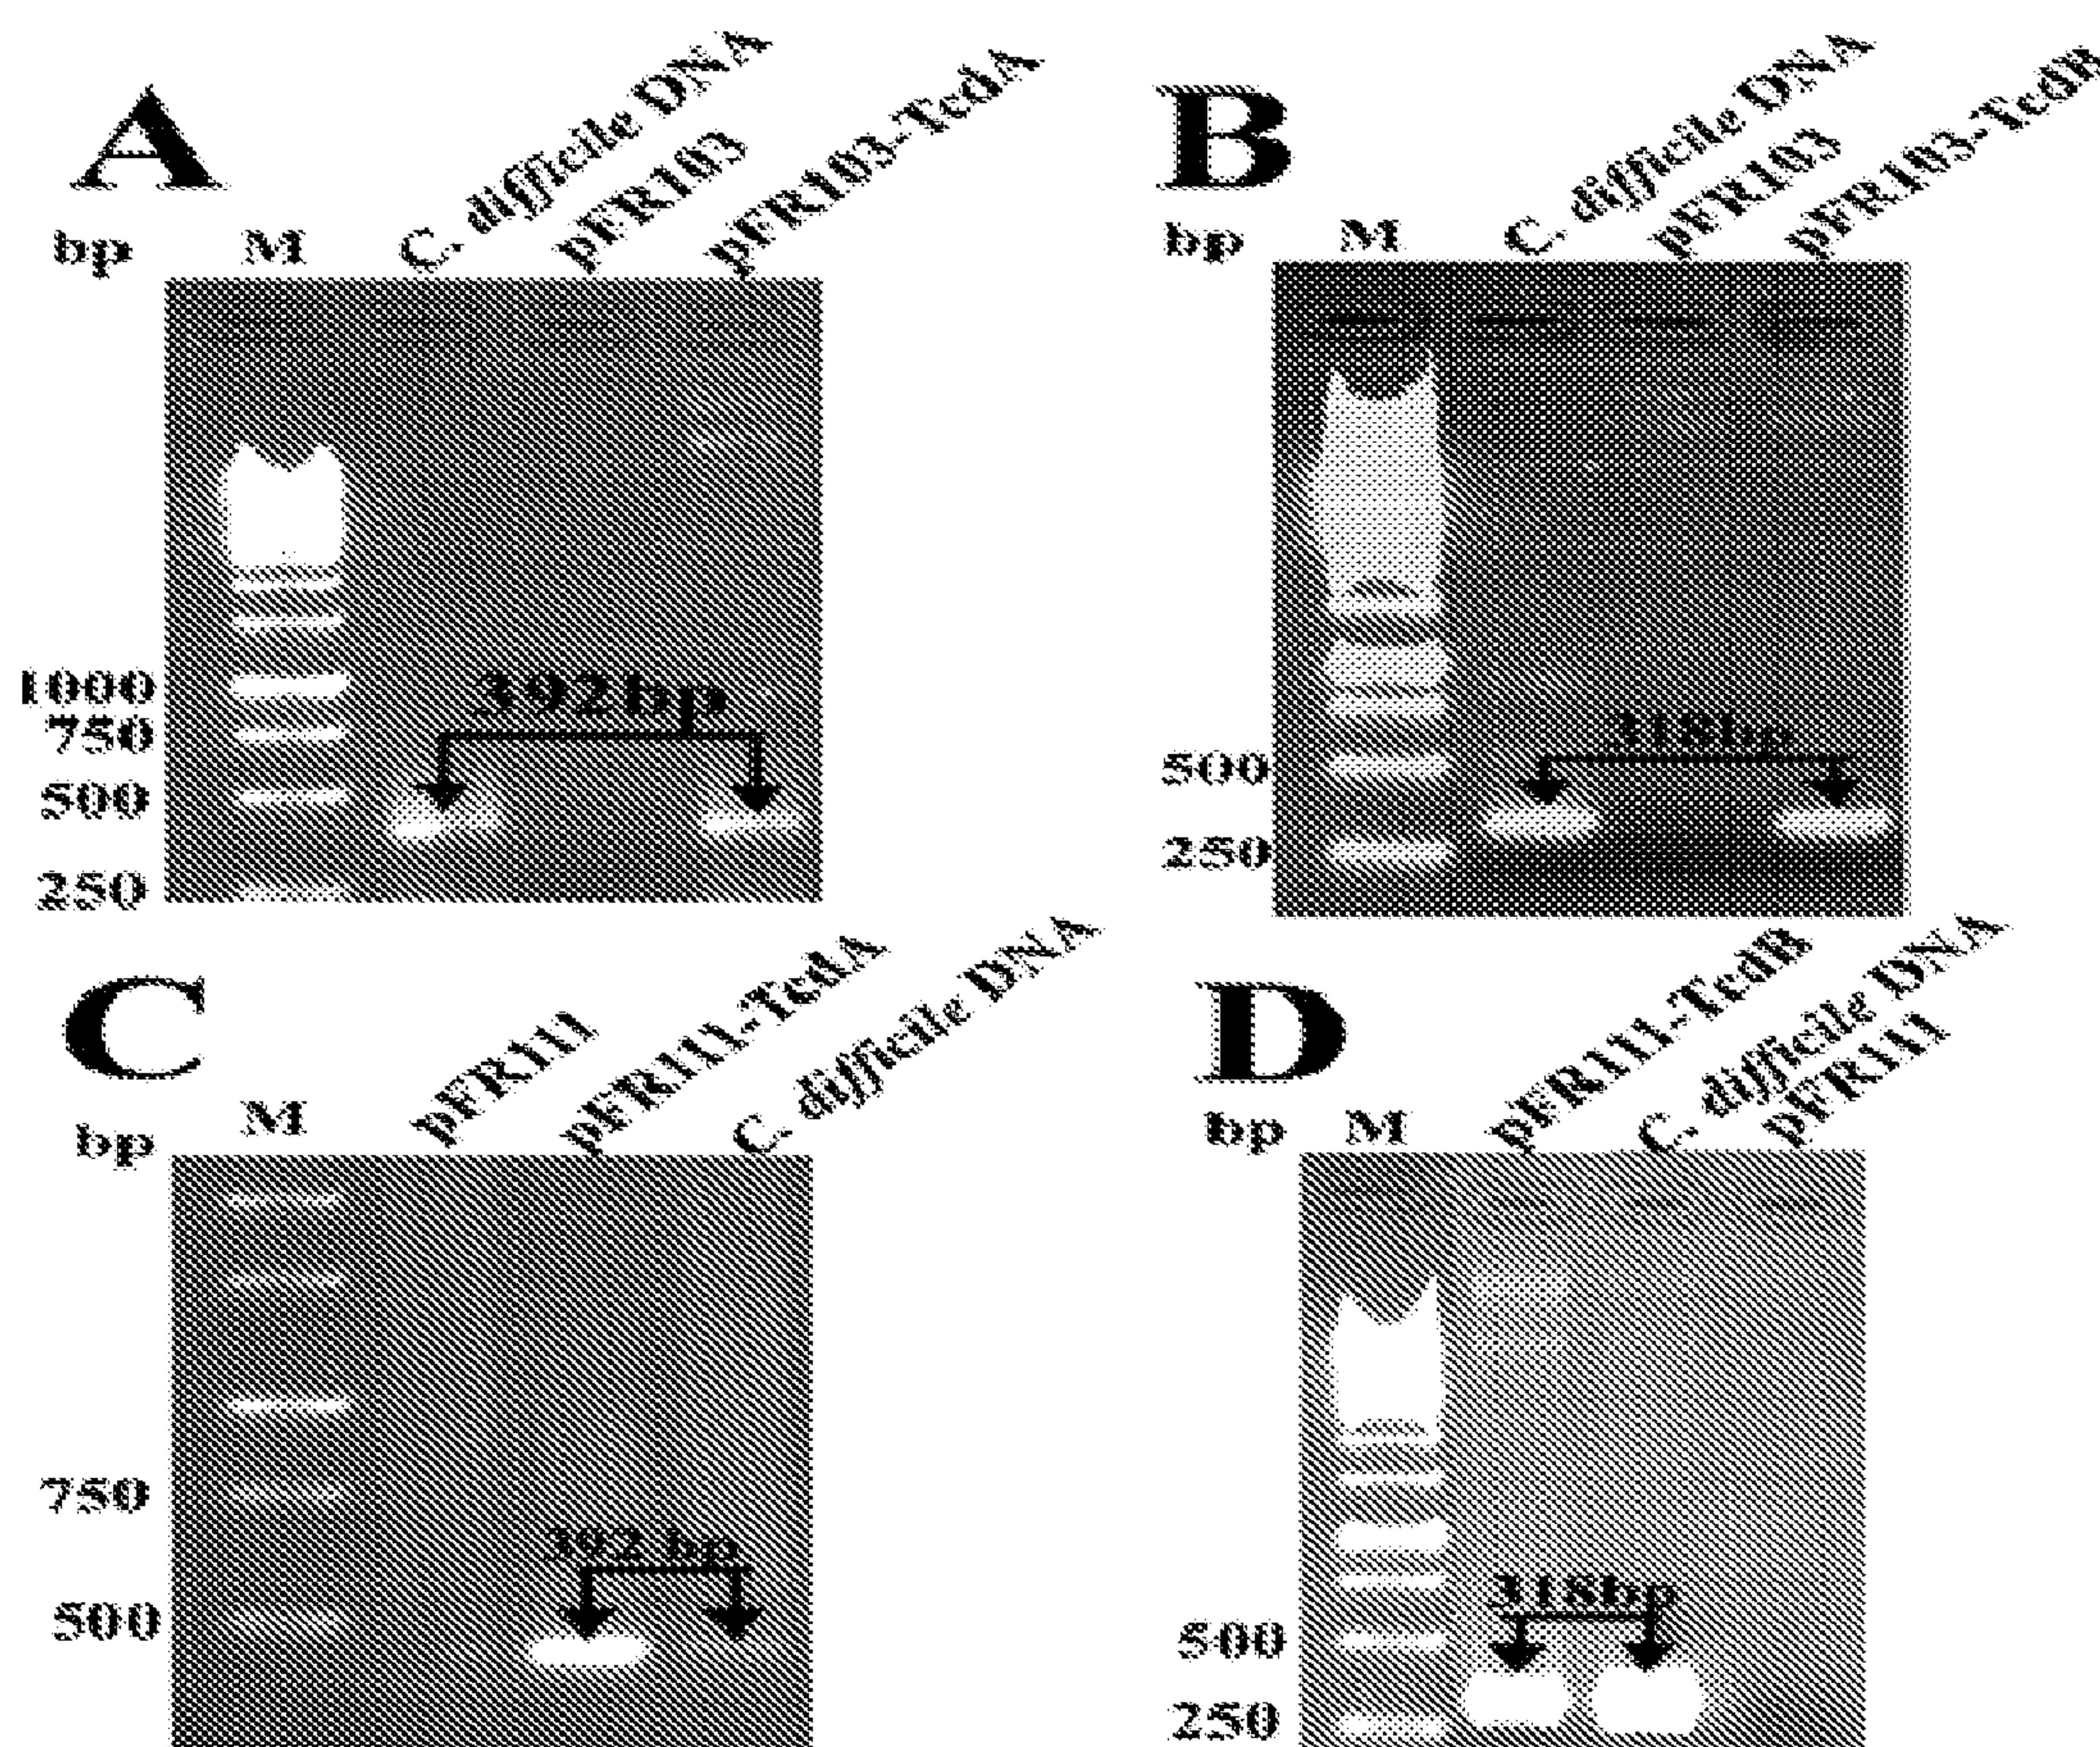 A
bp
M
C. difficile DNA
pFR103
pFR103-TcdA
1000
750
500
250
392bp
B
bp
M
C. difficile DNA
pFR103
pFR103-TcdB
500
250
318bp
C
bp
M
pFR111
pFR111-TcdA
C. difficile DNA
750
500
392 bp
D
bp
M
pFR111-TcdB
C. difficile DNA
pFR111
500
250
318bp